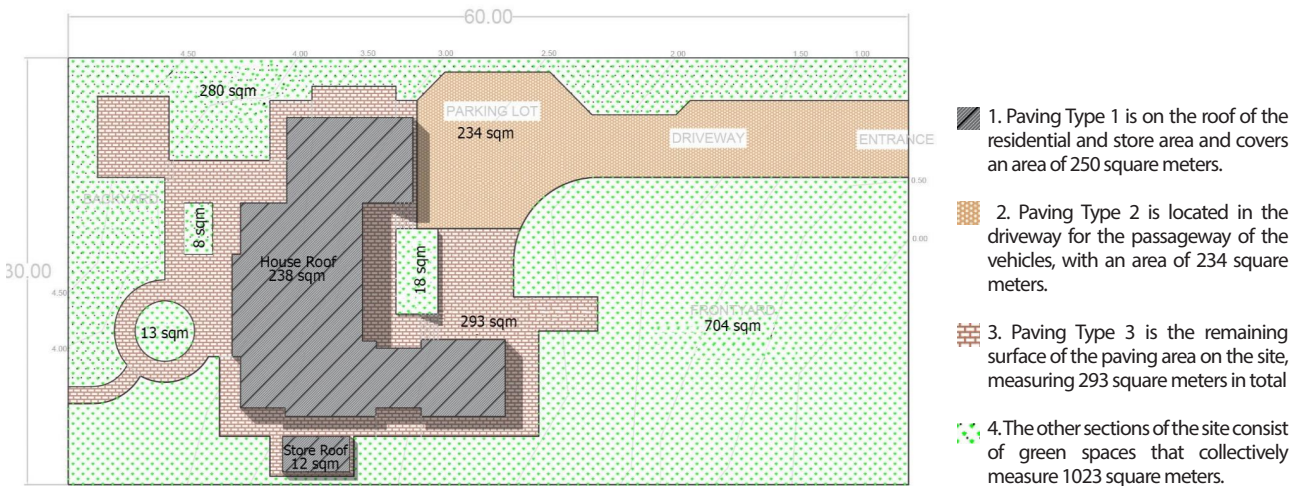 60.00
4.50 4.00 3.50 3.00 2.50 2.00 1.50 1.00
280 sqm
PARKING LOT
234 sqm
DRIVEWAY
ENTRANCE
0.50
BACKYARD
8 sqm
0.00
House Roof
238 sqm
18 sqm
30.00
4.50
FRONTYARD
293 sqm
704 sqm
13 sqm
4.00
Store Roof
12 sqm
1. Paving Type 1 is on the roof of the
residential and store area and covers
an area of 250 square meters.
2. Paving Type 2 is located in the
driveway for the passageway of the
vehicles, with an area of 234 square
meters.
3. Paving Type 3 is the remaining
surface of the paving area on the site,
measuring 293 square meters in total
4.The other sections of the site consist
of green spaces that collectively
measure 1023 square meters.